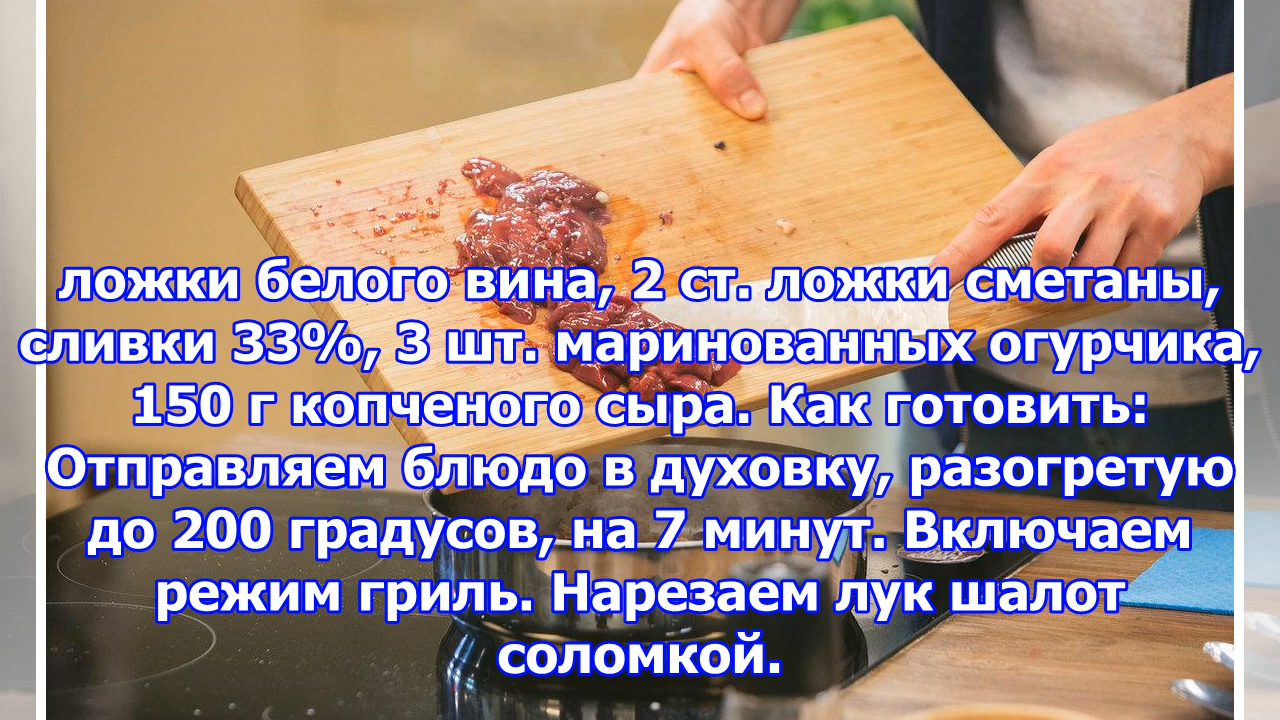 ложки белого вина, 2 ст. ложки сметаны,
сливки 33%, 3 шт. маринованных огурчика,
150 г копченого сыра. Как готовить:
Отправляем блюдо в духовку, разогретую
до 200 градусов, на 7 минут. Включаем
режим гриль. Нарезаем лук шалот
соломкой.